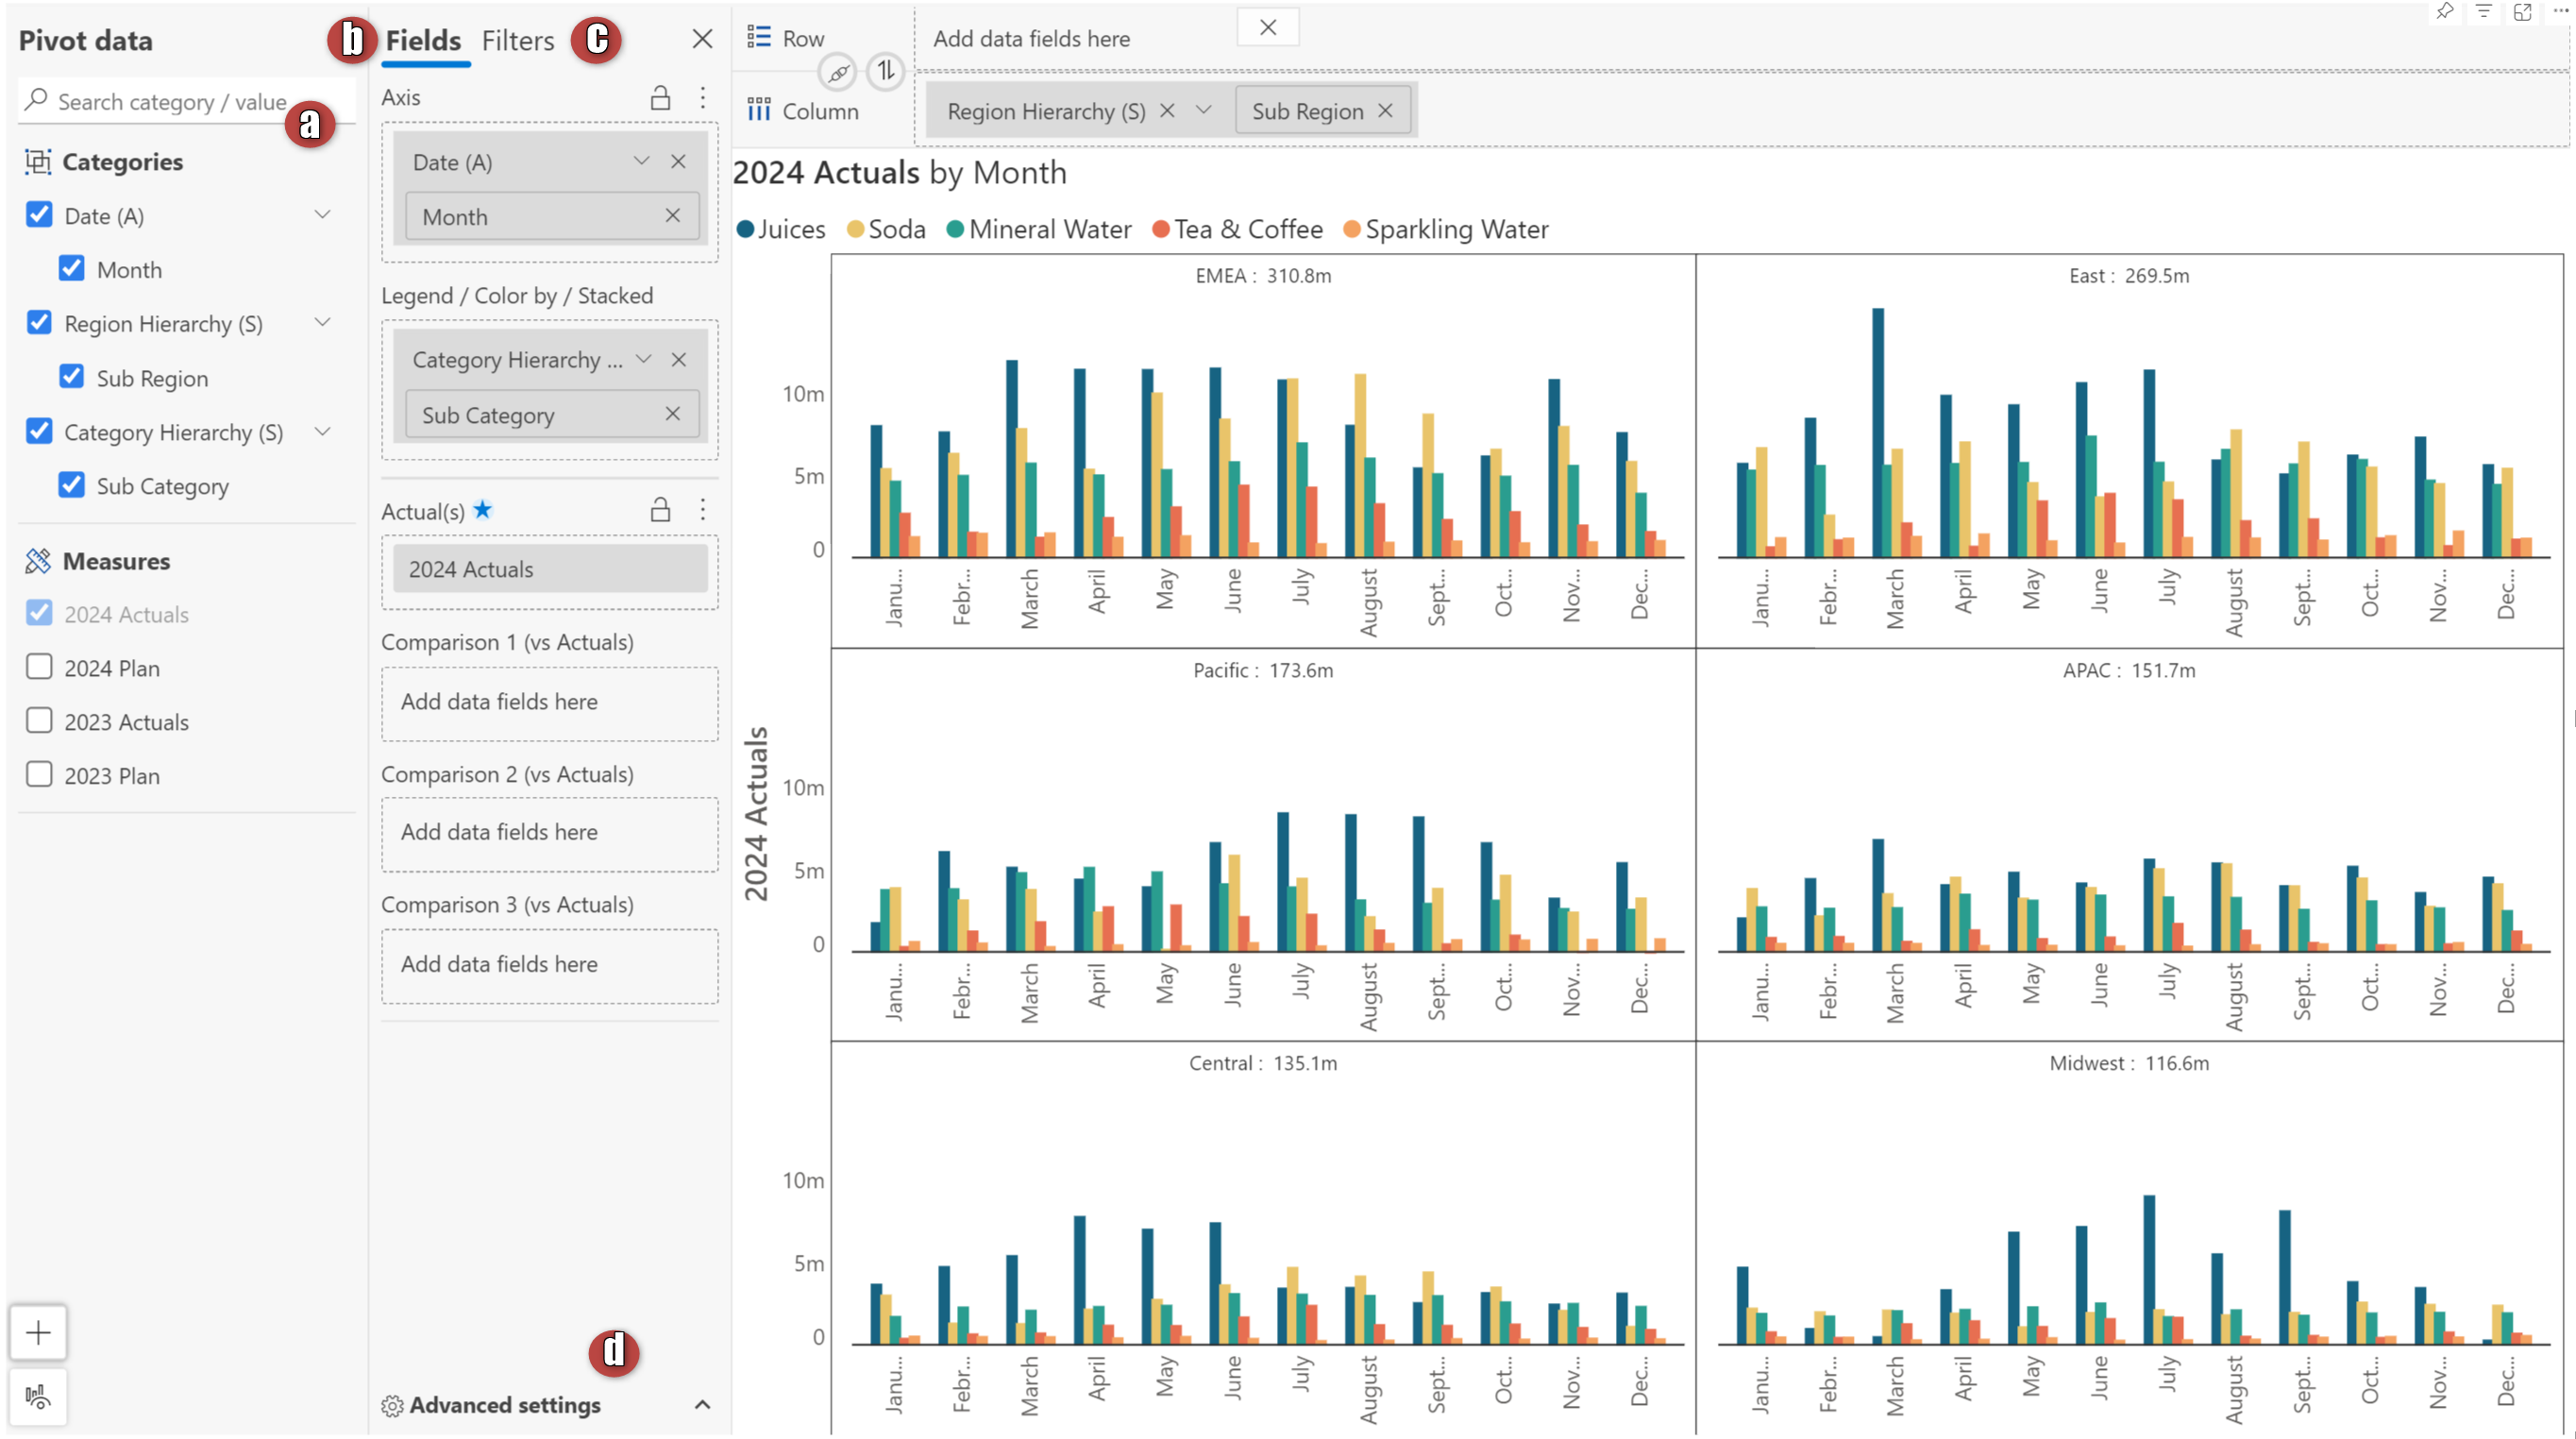 Pivot data
Search category / value
a
Categories
Date (A)
Month
Region Hierarchy (S)
Sub Region
Category Hierarchy (S)
Sub Category
Measures
2024 Actuals
2024 Plan
2023 Actuals
2023 Plan
b Fields Filters c
Axis
Date (A)
Month
Legend / Color by / Stacked
Category Hierarchy ...
Sub Category
Actual(s)
2024 Actuals
Comparison 1 (vs Actuals)
Add data fields here
Comparison 2 (vs Actuals)
Add data fields here
Comparison 3 (vs Actuals)
Add data fields here
d
Advanced settings
Row Add data fields here
Column Region Hierarchy (S) Sub Region
2024 Actuals by Month
Juices Soda Mineral Water Tea & Coffee Sparkling Water
2024 Actuals
EMEA : 310.8m
10m
5m
0
Janu... Febr... March April May June July August Sept... Oct... Nov... Dec...
East : 269.5m
Janu... Febr... March April May June July August Sept... Oct... Nov... Dec...
Pacific : 173.6m
10m
5m
0
Janu... Febr... March April May June July August Sept... Oct... Nov... Dec...
APAC : 151.7m
Janu... Febr... March April May June July August Sept... Oct... Nov... Dec...
Central : 135.1m
10m
5m
0
Janu... Febr... March April May June July August Sept... Oct... Nov... Dec...
Midwest : 116.6m
Janu... Febr... March April May June July August Sept... Oct... Nov... Dec...